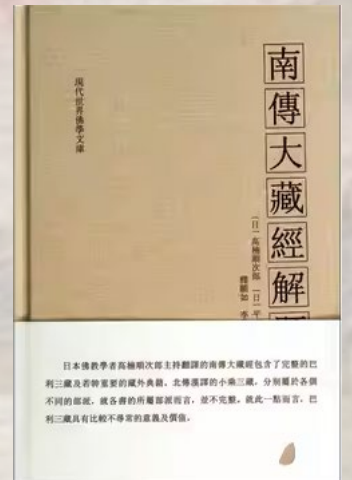 南傳大藏經解
現代世界佛學文庫
〔日〕高楠順次郎 〔日〕平
釋顯如 李
日本佛教學者高楠順次郎主持翻譯的南傳大藏經包含了完整的巴
利三藏及若幹重要的藏外典籍。北傳漢譯的小乘三藏，分別屬於各個
不同的部派，就各書的所屬部派而言，並不完整。就此一點而言，巴
利三藏具有比較不尋常的意義及價值。